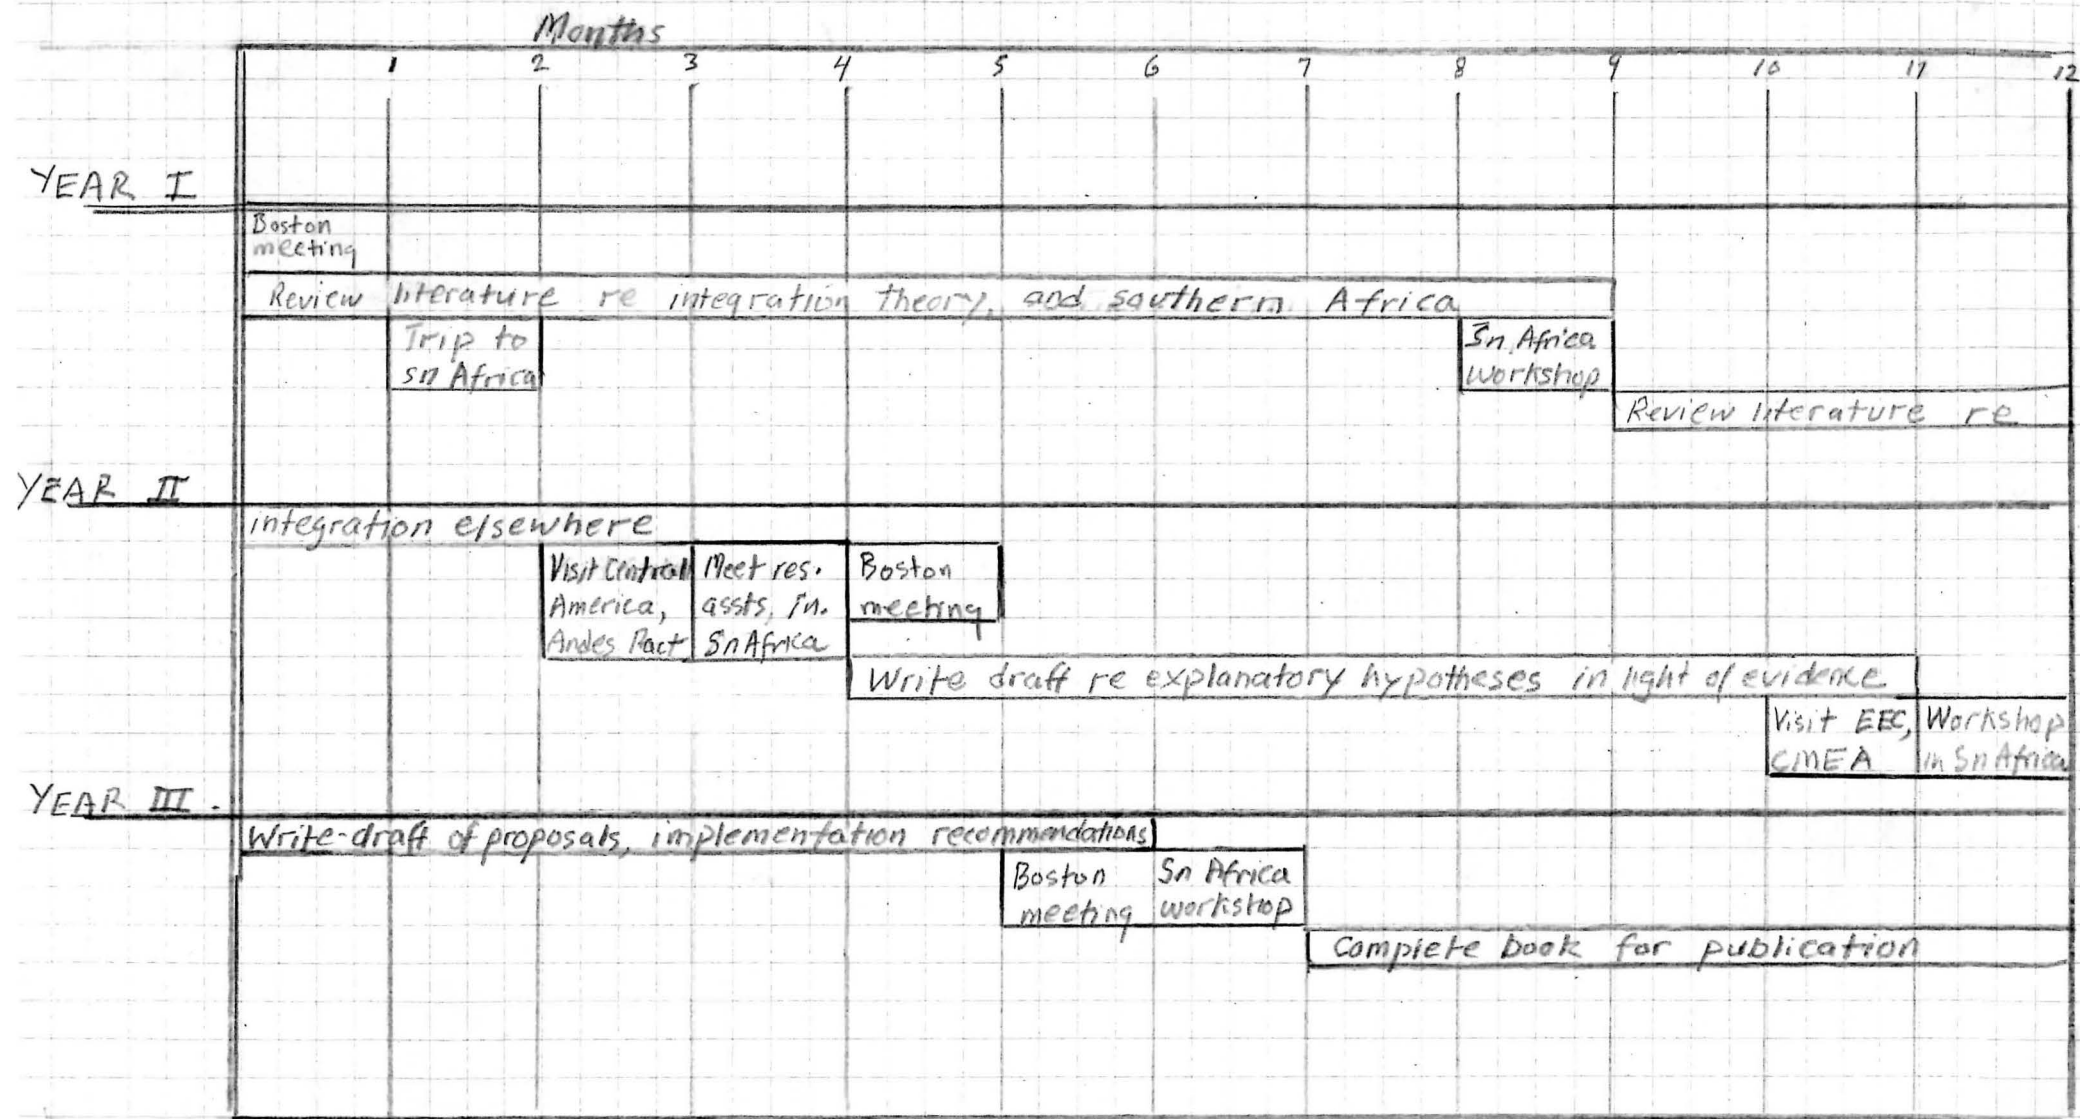 Months
1 2 3 4 5 6 7 8 9 10 11 12
YEAR I
Boston
meeting
Review literature re integration theory, and southern Africa
Trip to
sn Africa
Sn Africa
workshop
Review literature re
YEAR II
integration elsewhere
Visit Central
America,
Andes Pact
Meet res.
assts, in.
Sn Africa
Boston
meeting
Write draft re explanatory hypotheses in light of evidence
Visit EEC,
CMEA
Workshop
in Sn Africa
YEAR III.
Write-draft of proposals, implementation recommendations
Boston
meeting
Sn Africa
workshop
Complete book for publication